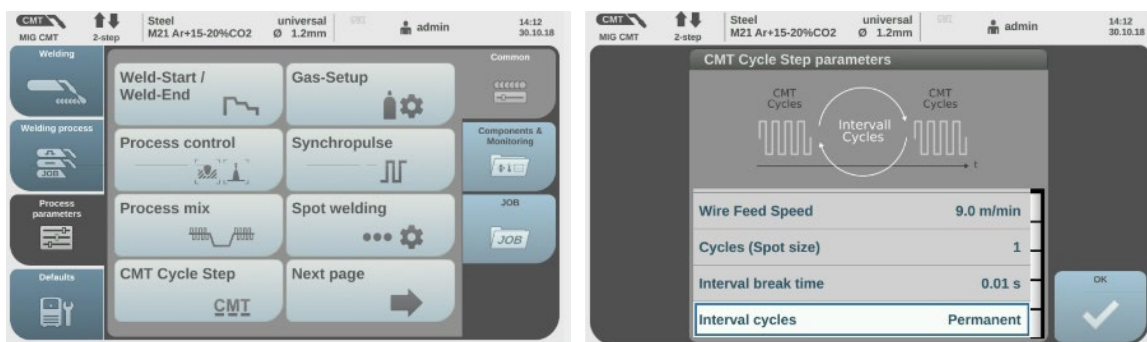 CMT
MIG CMT
2-step
Steel universal
M21 Ar+15-20%CO2 Ø 1.2mm
admin
14:12
30.10.18
Welding
Welding process
JOB
Process
parameters
Defaults
Weld-Start /
Weld-End
Gas-Setup
Process control
Synchropulse
Process mix
Spot welding
CMT Cycle Step
CMT
Next page
Common
Components &
Monitoring
JOB
JOB
CMT
MIG CMT
2-step
Steel universal
M21 Ar+15-20%CO2 Ø 1.2mm
admin
14:12
30.10.18
CMT Cycle Step parameters
CMT
Cycles
Intervall
Cycles
CMT
Cycles
t
Wire Feed Speed 9.0 m/min
Cycles (Spot size) 1
Interval break time 0.01 s
Interval cycles Permanent
OK